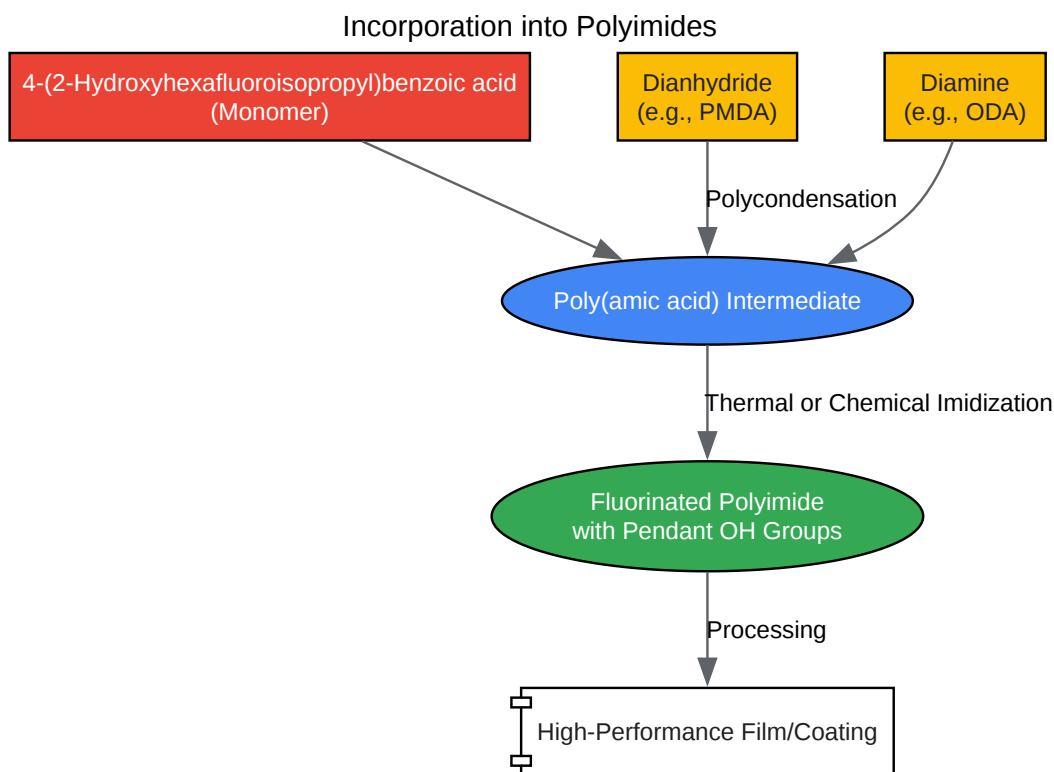 Incorporation into Polyimides
4-(2-Hydroxyhexafluoroisopropyl)benzoic acid
(Monomer)
Dianhydride
(e.g., PMDA)
Diamine
(e.g., ODA)
Polycondensation
Poly(amic acid) Intermediate
Thermal or Chemical Imidization
Fluorinated Polyimide
with Pendant OH Groups
Processing
High-Performance Film/Coating